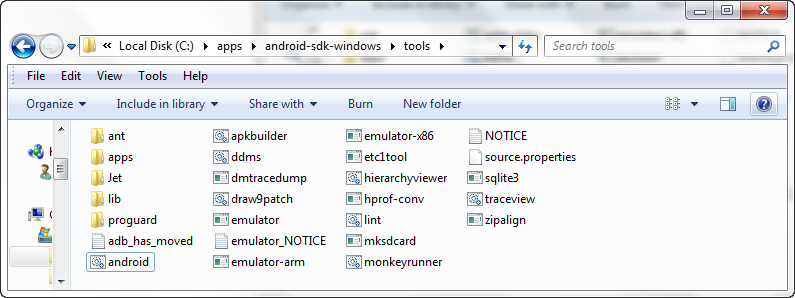 « Local Disk (C:) ▸ apps ▸ android-sdk-windows ▸ tools ▸ Search tools
File Edit View Tools Help
Organize Include in library Share with Burn New folder
ant
apps
Jet
lib
proguard
adb_has_moved
android
apkbuilder
ddms
dmtracedump
draw9patch
emulator
emulator_NOTICE
emulator-arm
emulator-x86
etc1tool
hierarchyviewer
hprof-conv
lint
mksdcard
monkeyrunner
NOTICE
source.properties
sqlite3
traceview
zipalign